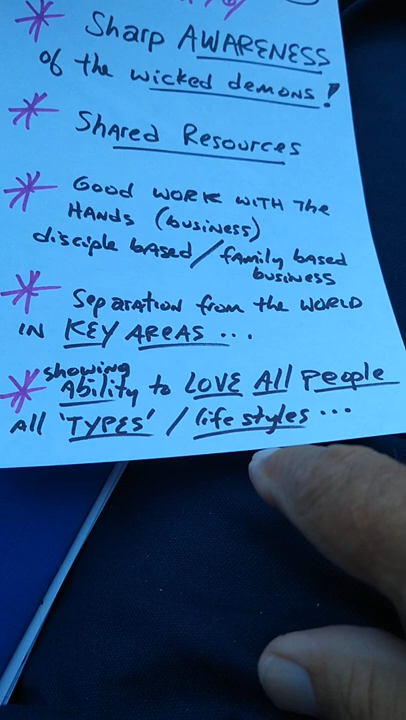 * Sharp AWARENESS
of the wicked demons!
* Shared Resources
* Good WORK WITH The
HANDS (business)
disciple bAsed/family based
business
* Separation from the WORLD
IN KEY AREAS ...
* showing
Ability to LOVE All People
All 'TYPES' / life styles ...